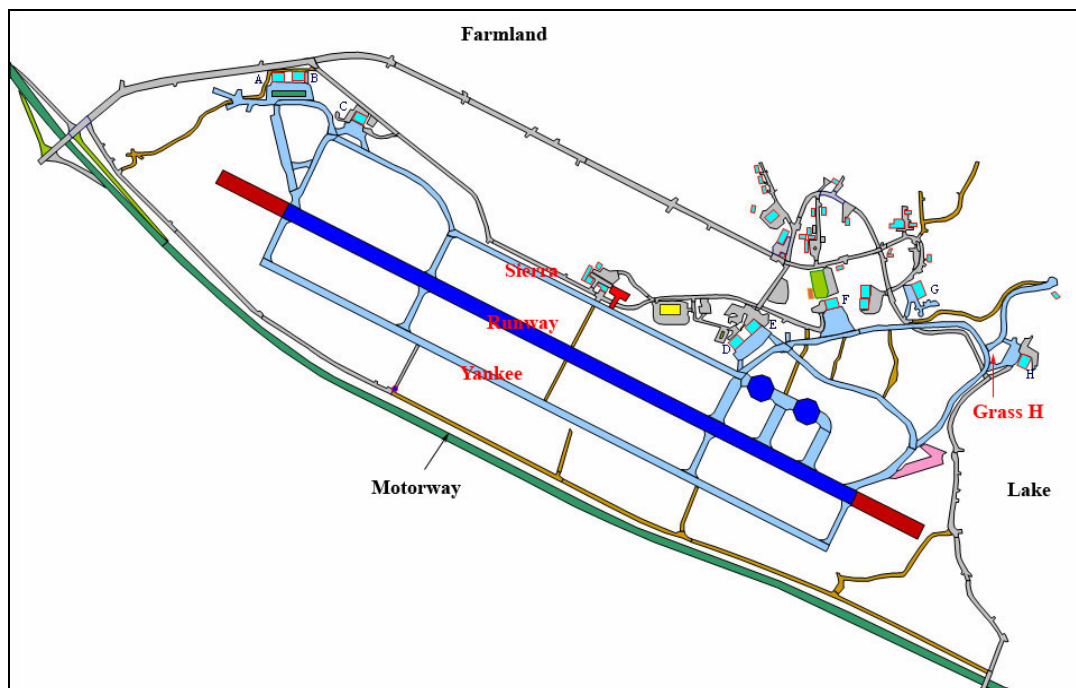 Farmland
A
B
C
Sierra
G
F
Runway
E
D
Yankee
H
Grass H
Motorway
Lake